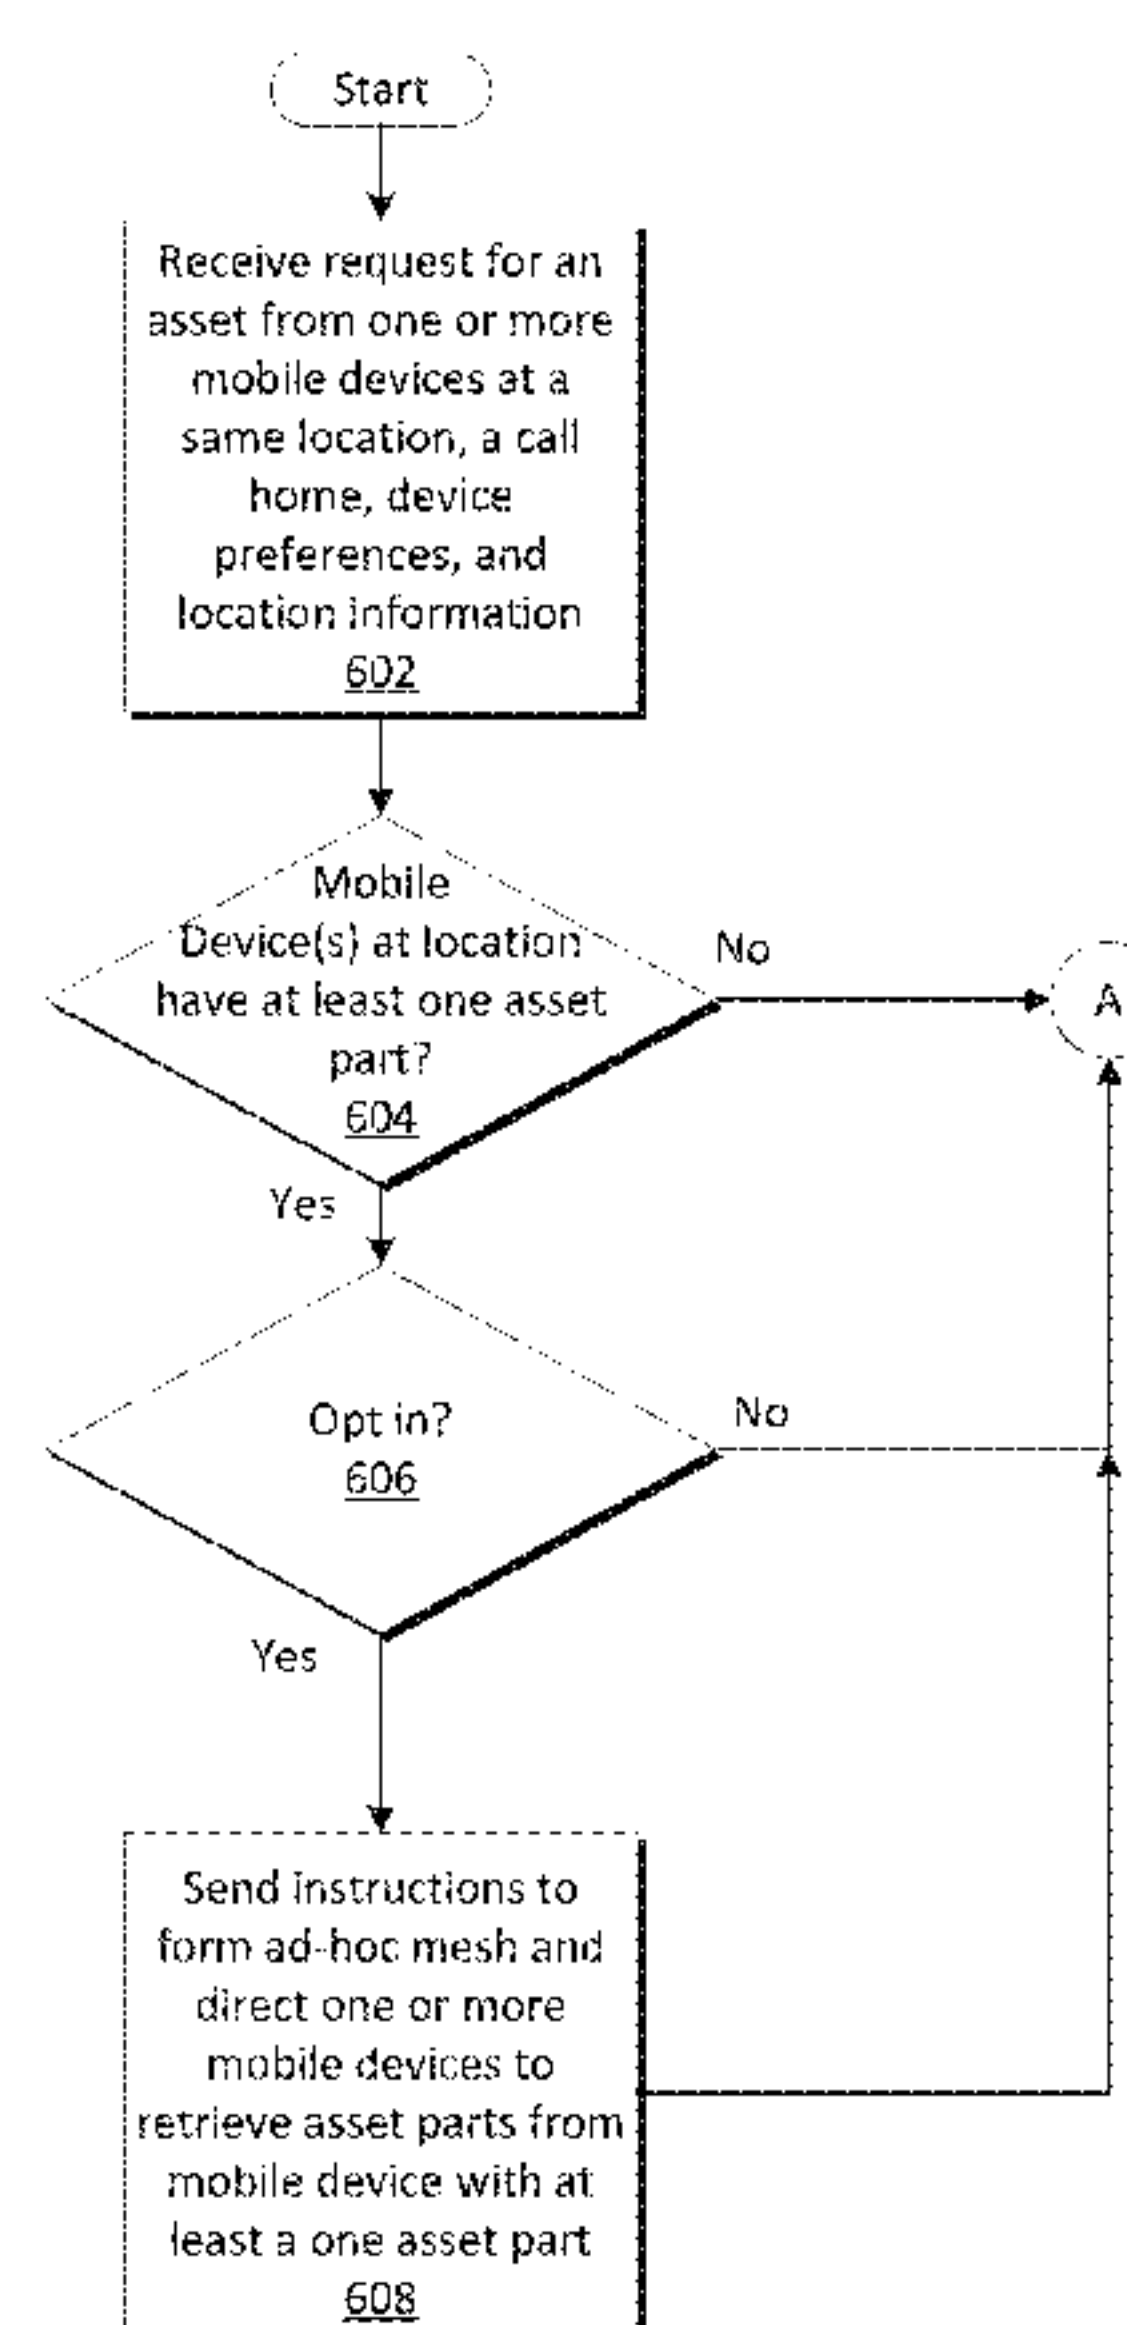 Start
Receive request for an
asset from one or more
mobile devices at a
same location, a call
home, device
preferences, and
location information
602
Mobile
Device(s) at location
have at least one asset
part?
604
No
A
Yes
Opt in?
606
No
Yes
Send instructions to
form ad-hoc mesh and
direct one or more
mobile devices to
retrieve asset parts from
mobile device with at
least a one asset part
608